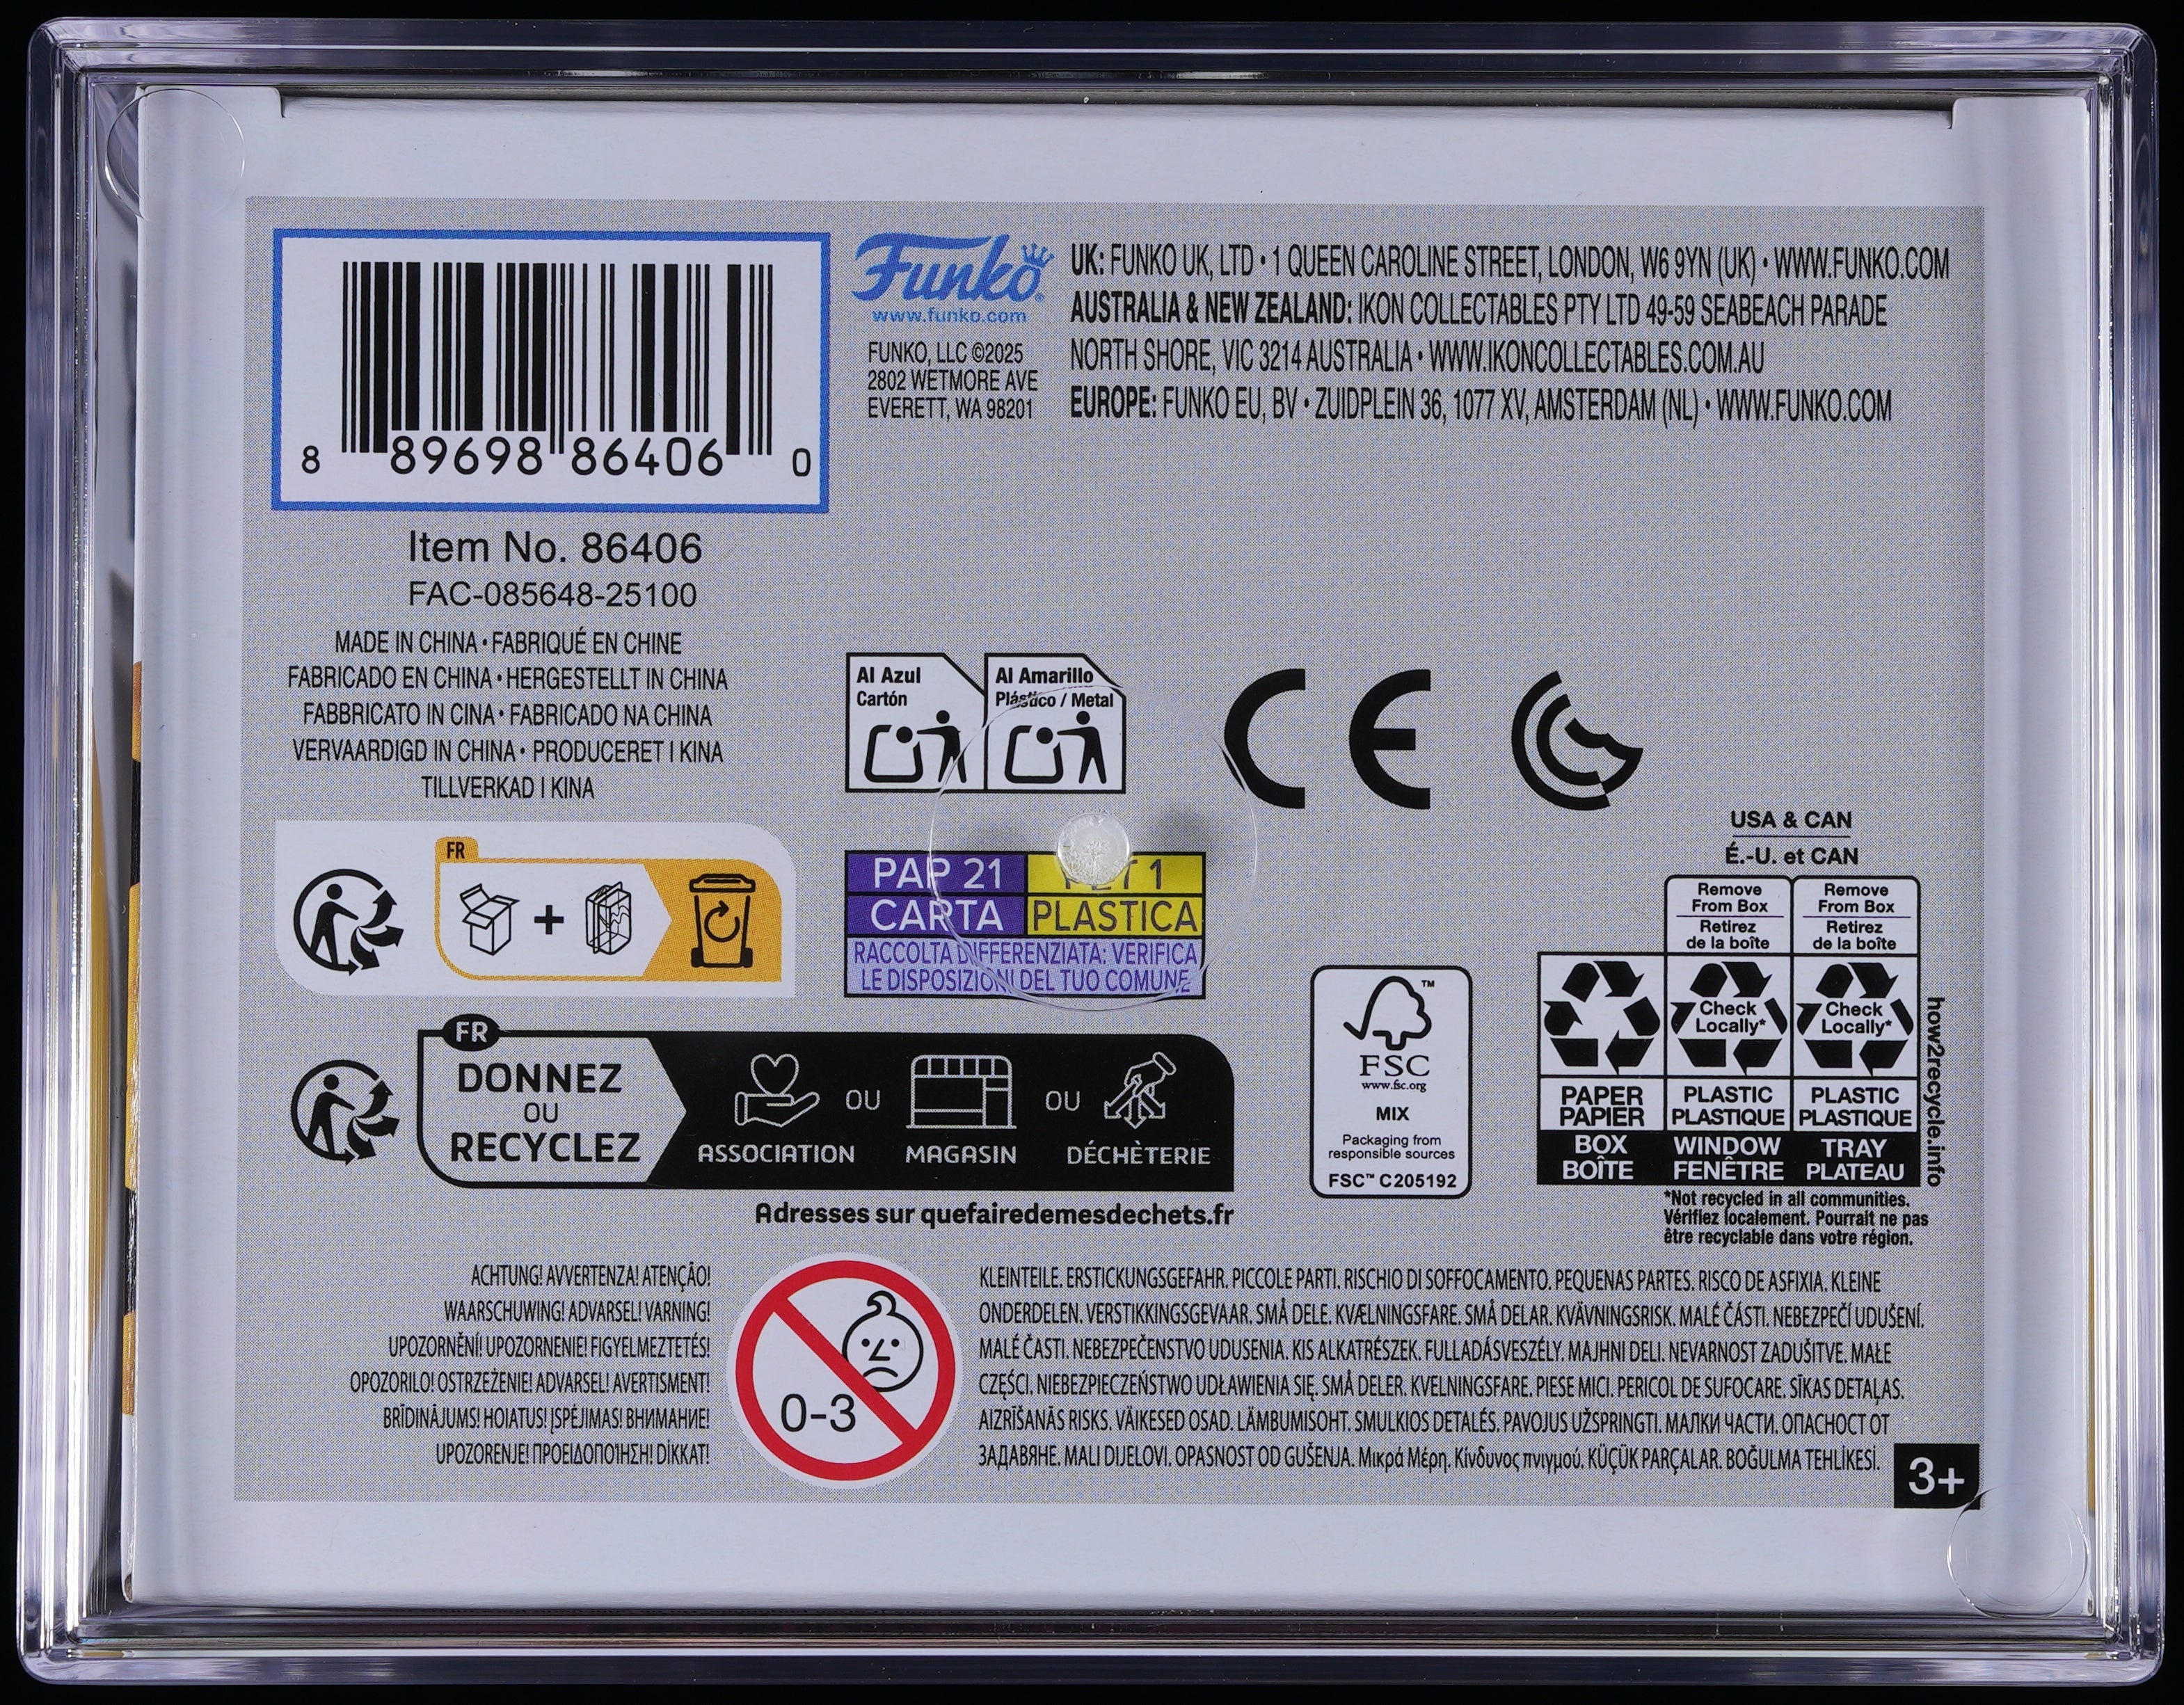 8 89698 86406 0
Item No. 86406
FAC-085648-25100
MADE IN CHINA • FABRIQUÉ EN CHINE
FABRICADO EN CHINA • HERGESTELLT IN CHINA
FABBRICATO IN CINA • FABRICADO NA CHINA
VERVAARDIGD IN CHINA • PRODUCERET I KINA
TILLVERKAD I KINA
Funko
www.funko.com
FUNKO, LLC ©2025
2802 WETMORE AVE
EVERETT, WA 98201
UK: FUNKO UK, LTD • 1 QUEEN CAROLINE STREET, LONDON, W6 9YN (UK) • WWW.FUNKO.COM
AUSTRALIA & NEW ZEALAND: IKON COLLECTABLES PTY LTD 49-59 SEABEACH PARADE
NORTH SHORE, VIC 3214 AUSTRALIA • WWW.IKONCOLLECTABLES.COM.AU
EUROPE: FUNKO EU, BV • ZUIDPLEIN 36, 1077 XV, AMSTERDAM (NL) • WWW.FUNKO.COM
Al Azul
Cartón
Al Amarillo
Plástico / Metal
CE
FR
PAP 21
PET 1
CARTA
PLASTICA
RACCOLTA DIFFERENZIATA: VERIFICA
LE DISPOSIZIONI DEL TUO COMUNE
FR
DONNEZ
OU
RECYCLEZ
ASSOCIATION
OU
MAGASIN
OU
DÉCHÈTERIE
Adresses sur quefairedemesdechets.fr
FSC
™
www.fsc.org
MIX
Packaging from
responsible sources
FSC™ C205192
USA & CAN
É.-U. et CAN
Remove
From Box
Retirez
de la boîte
Remove
From Box
Retirez
de la boîte
Check
Locally*
Check
Locally*
PAPER
PAPIER
PLASTIC
PLASTIQUE
PLASTIC
PLASTIQUE
BOX
BOÎTE
WINDOW
FENÊTRE
TRAY
PLATEAU
how2recycle.info
*Not recycled in all communities.
Vérifiez localement. Pourrait ne pas
être recyclable dans votre région.
ACHTUNG! AVVERTENZA! ATENÇÃO!
WAARSCHUWING! ADVARSEL! VARNING!
UPOZORNĚNÍ! UPOZORNENIE! FIGYELMEZTETÉS!
OPOZORILO! OSTRZEŻENIE! ADVARSEL! AVERTISMENT!
BRĪDINĀJUMS! HOIATUS! ĮSPĖJIMAS! ВНИМАНИЕ!
UPOZORENJE! ΠΡΟΕΙΔΟΠΟΊΗΣΗ! DİKKAT!
0-3
KLEINTEILE. ERSTICKUNGSGEFAHR. PICCOLE PARTI. RISCHIO DI SOFFOCAMENTO. PEQUENAS PARTES. RISCO DE ASFIXIA. KLEINE
ONDERDELEN. VERSTIKKINGSGEVAAR. SMÅ DELE. KVÆLNINGSFARE. SMÅ DELAR. KVÄVNINGSRISK. MALÉ ČÁSTI. NEBEZPEČÍ UDUŠENÍ.
MALÉ ČASTI. NEBEZPEČENSTVO UDUSENIA. KIS ALKATRÉSZEK. FULLADÁSVESZÉLY. MAJHNI DELI. NEVARNOST ZADUŠITVE. MAŁE
CZĘŚCI. NIEBEZPIECZEŃSTWO UDŁAWIENIA SIĘ. SMÅ DELER. KVELNINGSFARE. PIESE MICI. PERICOL DE SUFOCARE. SĪKAS DETAĻAS.
AIZRĪŠANĀS RISKS. VÄIKESED OSAD. LÄMBUMISOHT. SMULKIOS DETALĖS. PAVOJUS UŽSPRINGTI. МАЛКИ ЧАСТИ. ОПАСНОСТ ОТ
ЗАДАВЯНЕ. MALI DIJELOVI. OPASNOST OD GUŠENJA. Μικρά Μέρη. Κίνδυνος πνιγμού. KÜÇÜK PARÇALAR. BOĞULMA TEHLİKESİ.
3+